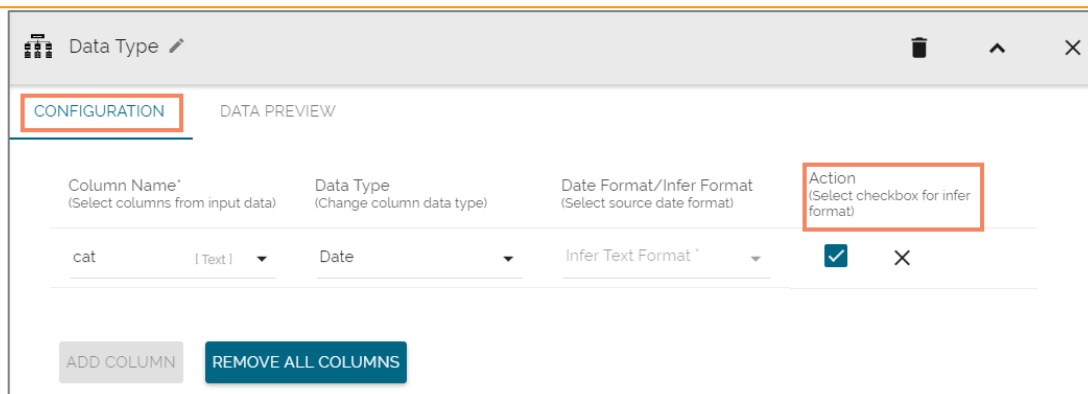 Data Type
CONFIGURATION DATA PREVIEW
Column Name* Data Type Date Format/Infer Format Action
(Select columns from input data) (Change column data type) (Select source date format) (Select checkbox for infer format)
cat [ Text ] Date Infer Text Format *
ADD COLUMN REMOVE ALL COLUMNS